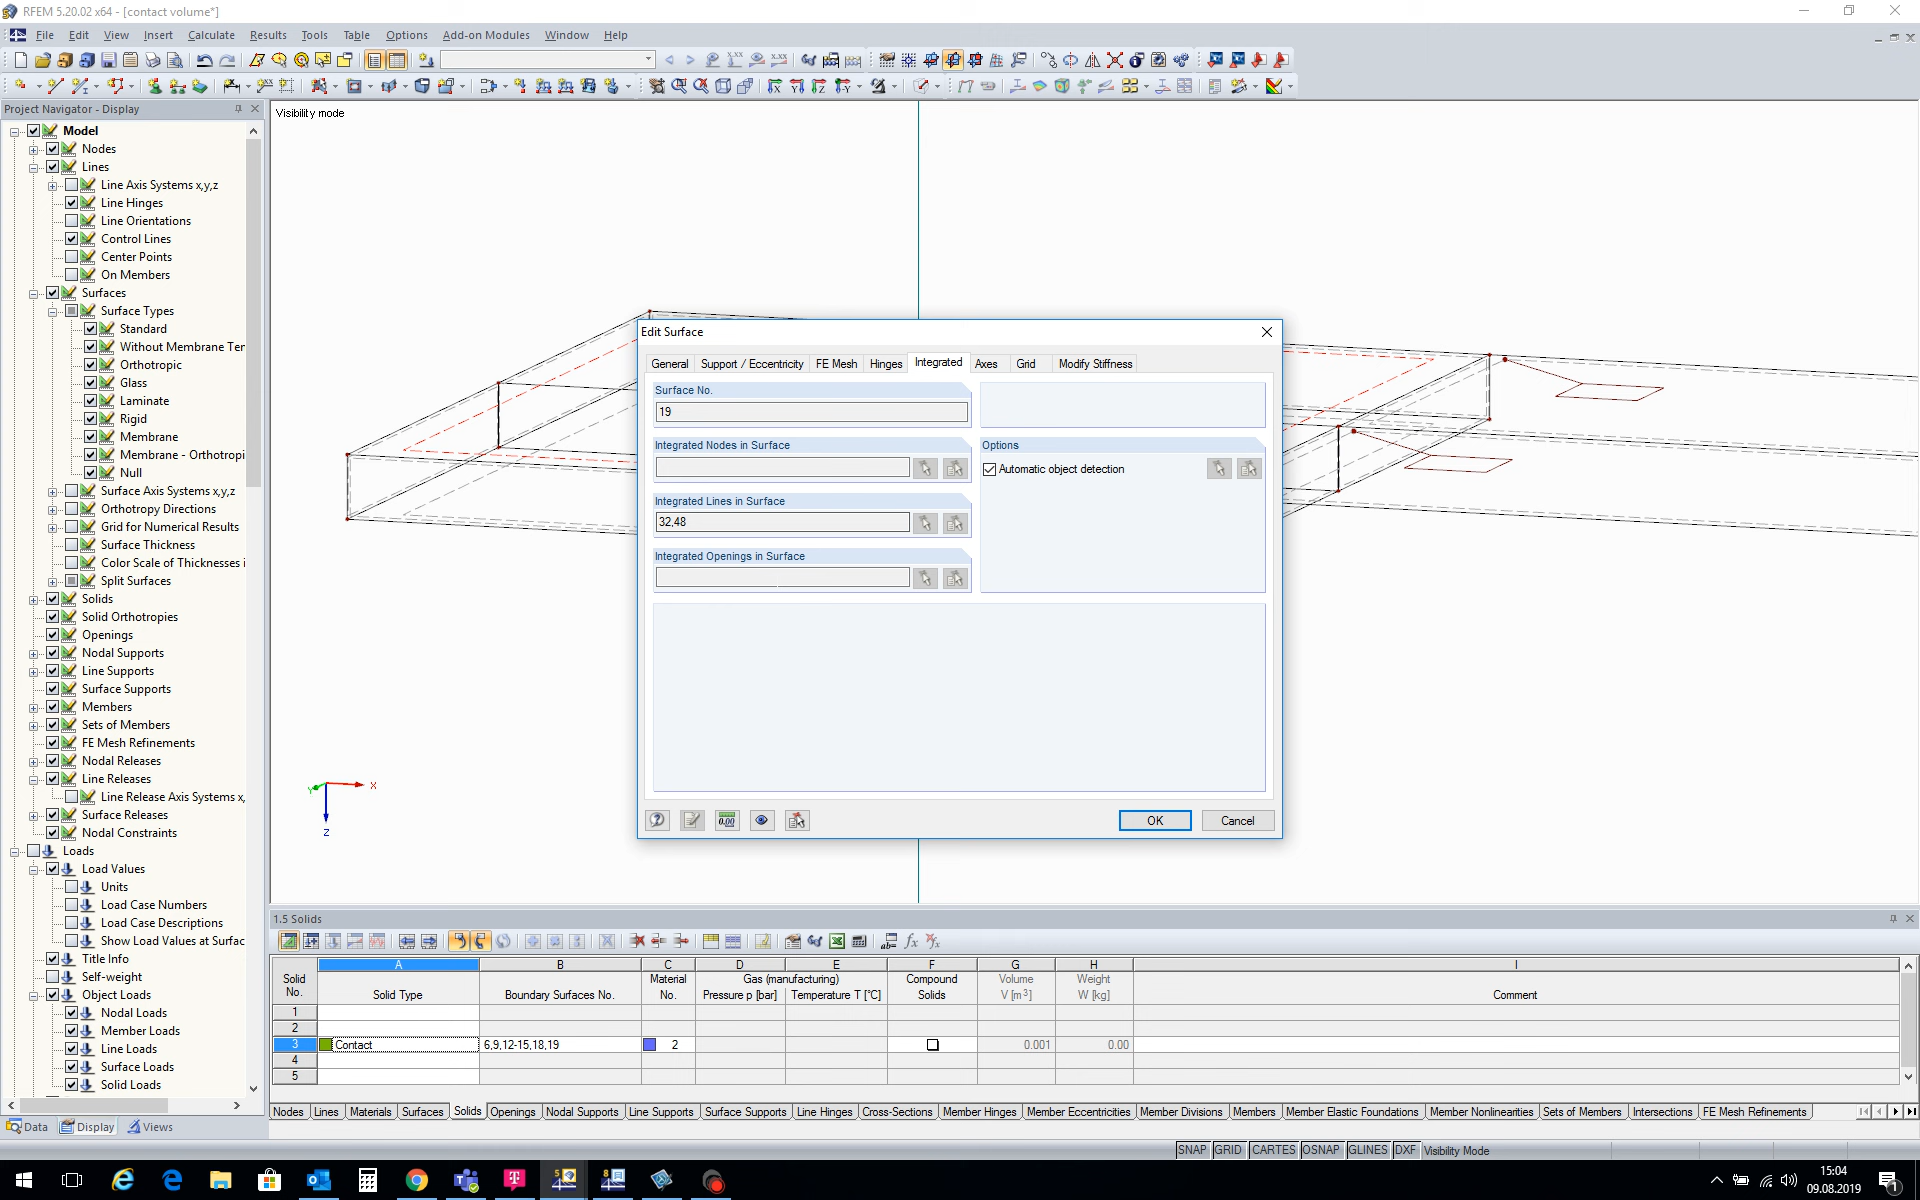 RFEM 5.20.02 x64 - [contact volume*]
File Edit View Insert Calculate Results Tools Table Options Add-on Modules Window Help
Project Navigator - Display
Model
Nodes
Lines
Line Axis Systems x,y,z
Line Hinges
Line Orientations
Control Lines
Center Points
On Members
Surfaces
Surface Types
Standard
Without Membrane Ter
Orthotropic
Glass
Laminate
Rigid
Membrane
Membrane - Orthotropi
Null
Surface Axis Systems x,y,z
Orthotropy Directions
Grid for Numerical Results
Surface Thickness
Color Scale of Thicknesses i
Split Surfaces
Solids
Solid Orthotropies
Openings
Nodal Supports
Line Supports
Surface Supports
Members
Sets of Members
FE Mesh Refinements
Nodal Releases
Line Releases
Line Release Axis Systems x,
Surface Releases
Nodal Constraints
Loads
Load Values
Units
Load Case Numbers
Load Case Descriptions
Show Load Values at Surfac
Title Info
Self-weight
Object Loads
Nodal Loads
Member Loads
Line Loads
Surface Loads
Solid Loads
Data Display Views
Visibility mode
X
Y
Z
Edit Surface
General Support / Eccentricity FE Mesh Hinges Integrated Axes Grid Modify Stiffness
Surface No.
19
Integrated Nodes in Surface
Integrated Lines in Surface
32,48
Integrated Openings in Surface
Options
Automatic object detection
OK Cancel
1.5 Solids
A B C D E F G H I
Solid No. Solid Type Boundary Surfaces No. Material No. Gas (manufacturing) Pressure p [bar] Temperature T [°C] Compound Solids Volume V [m³] Weight W [kg] Comment
1
2
3 Contact 6,9,12-15,18,19 2 0.001 0.00
4
5
Nodes Lines Materials Surfaces Solids Openings Nodal Supports Line Supports Surface Supports Line Hinges Cross-Sections Member Hinges Member Eccentricities Member Divisions Members Member Elastic Foundations Member Nonlinearities Sets of Members Intersections FE Mesh Refinements
SNAP GRID CARTES OSNAP GLINES DXF Visibility Mode
15:04
09.08.2019